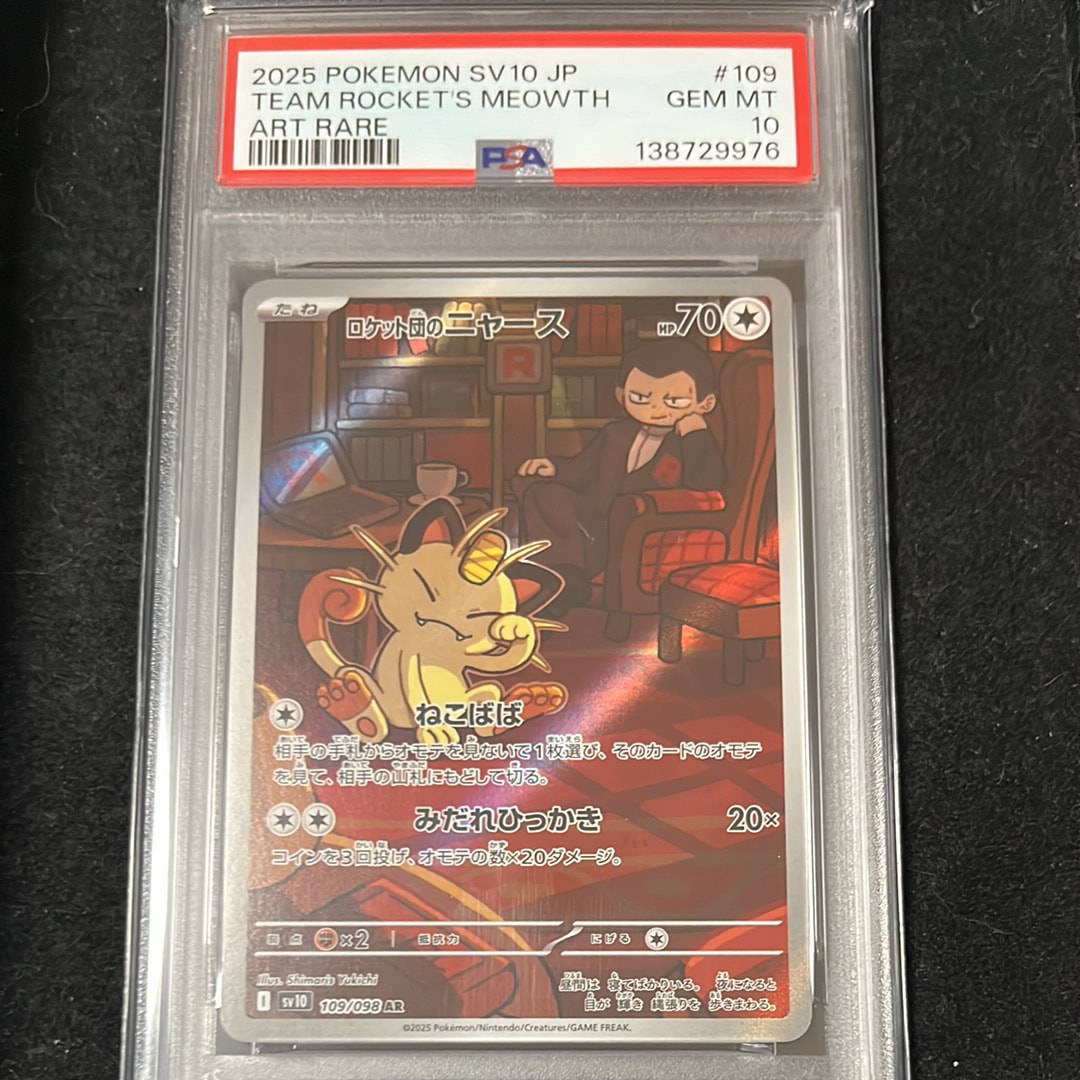 2025 POKEMON SV10 JP #109
TEAM ROCKET'S MEOWTH GEM MT
ART RARE 10
PSA 138729976
たね ロケット団のニャース HP70
R
ねこばば
相手の手札からオモテを見ないで1枚選び、そのカードのオモテ
を見て、相手の山札にもどして切る。
みだれひっかき 20×
コインを3回投げ、オモテの数×20ダメージ。
弱点 ×2 抵抗力 にげる
Illus. Shimaris Yukichi
昼間は 寝てばかりいる。 夜になると
I sv10 109/098 AR 目が 輝き 縄張りを 歩きまわる。
©2025 Pokémon/Nintendo/Creatures/GAME FREAK.